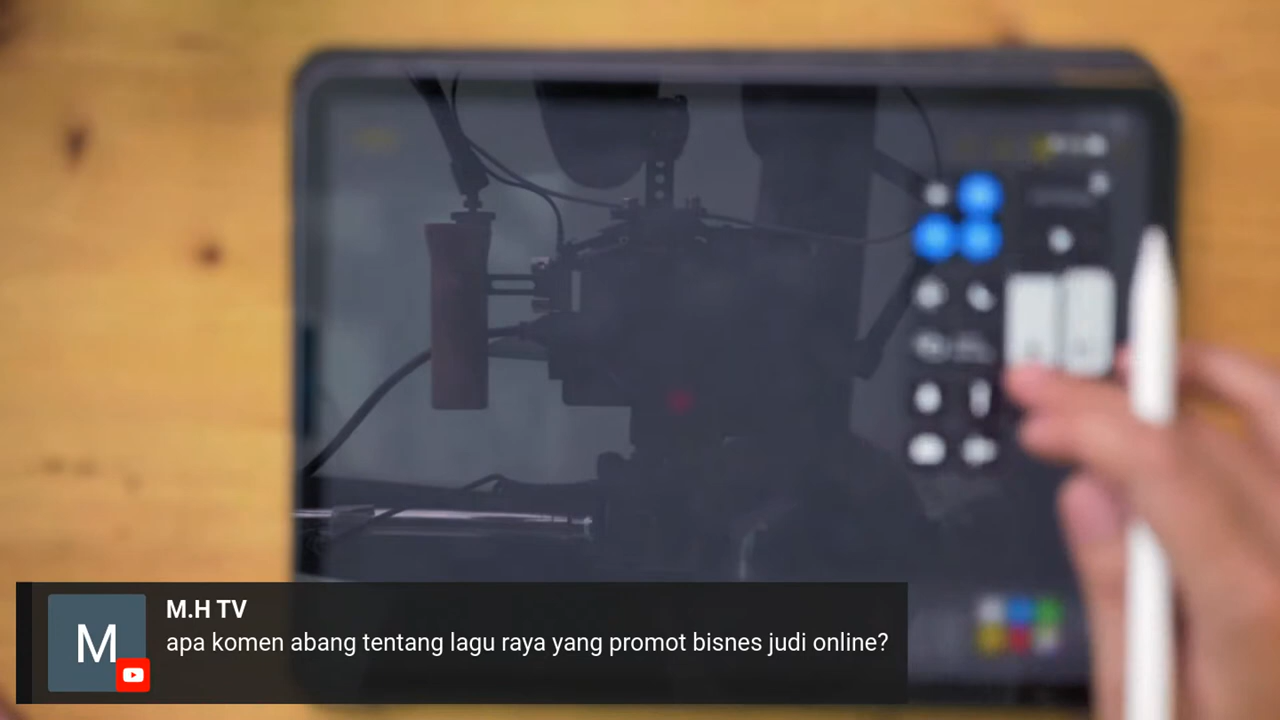 M.H TV
apa komen abang tentang lagu raya yang promot bisnes judi online?
M